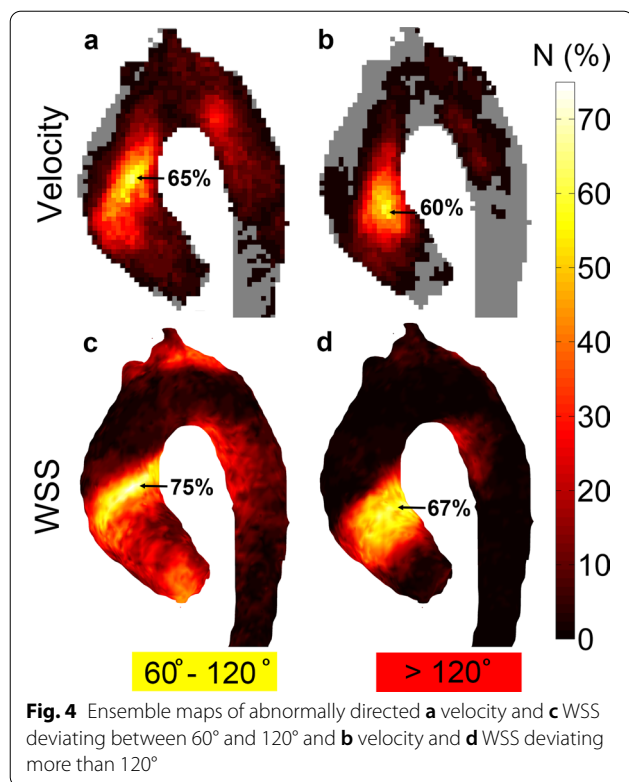 a
b
N (%)
Velocity
65%
60%
70
60
50
40
30
20
10
0
c
d
WSS
75%
67%
60° - 120°
> 120°
Fig. 4 Ensemble maps of abnormally directed a velocity and c WSS
deviating between 60° and 120° and b velocity and d WSS deviating
more than 120°